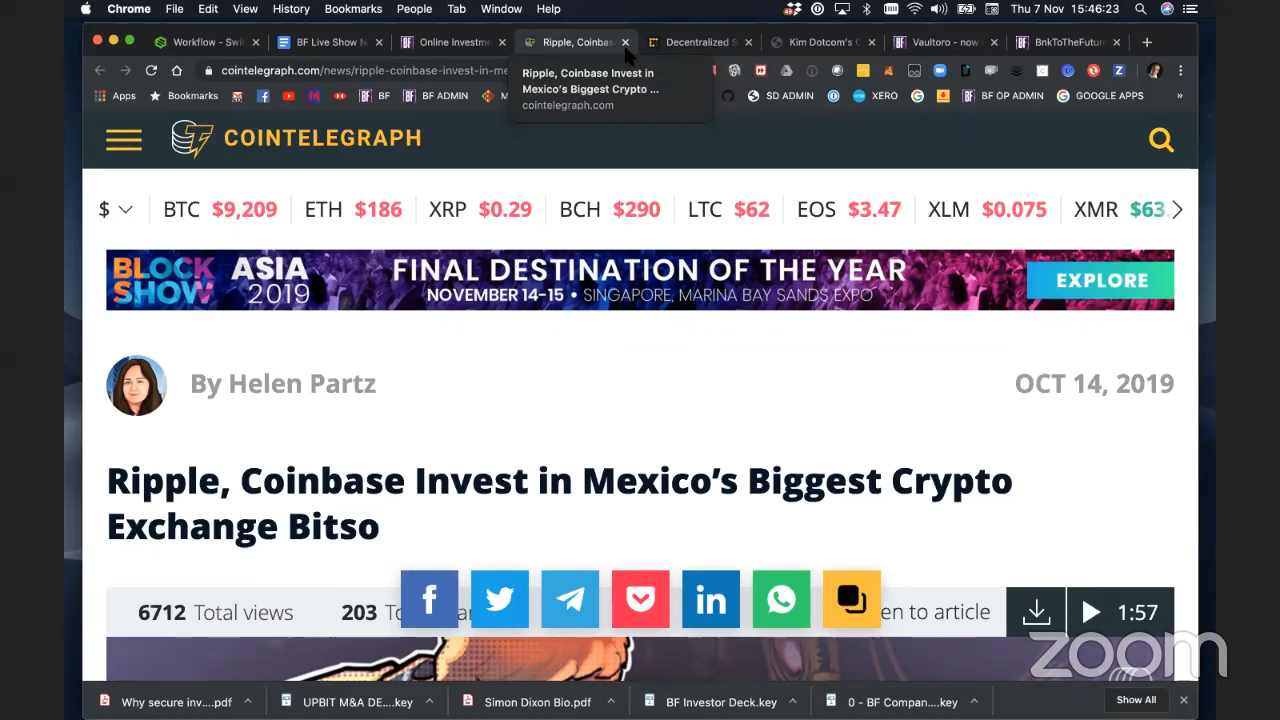 Chrome File Edit View History Bookmarks People Tab Window Help Thu 7 Nov 15:46:23
Workflow - Swi BF Live Show N Online Investme Ripple, Coinbas Decentralized S Kim Dotcom's C Vaultoro - now BnkToTheFutur
cointelegraph.com/news/ripple-coinbase-invest-in-me
Ripple, Coinbase Invest in
Mexico's Biggest Crypto ...
cointelegraph.com
Apps Bookmarks BF BF ADMIN SD ADMIN XERO BF OP ADMIN GOOGLE APPS »
COINTELEGRAPH
$ BTC $9,209 ETH $186 XRP $0.29 BCH $290 LTC $62 EOS $3.47 XLM $0.075 XMR $63.
BLOCK SHOW ASIA 2019 FINAL DESTINATION OF THE YEAR
NOVEMBER 14-15 • SINGAPORE, MARINA BAY SANDS EXPO
EXPLORE
By Helen Partz OCT 14, 2019
Ripple, Coinbase Invest in Mexico's Biggest Crypto
Exchange Bitso
6712 Total views 203 To en to article 1:57
zoom
Why secure inv....pdf UPBIT M&A DE....key Simon Dixon Bio.pdf BF Investor Deck.key 0 - BF Compan....key Show All